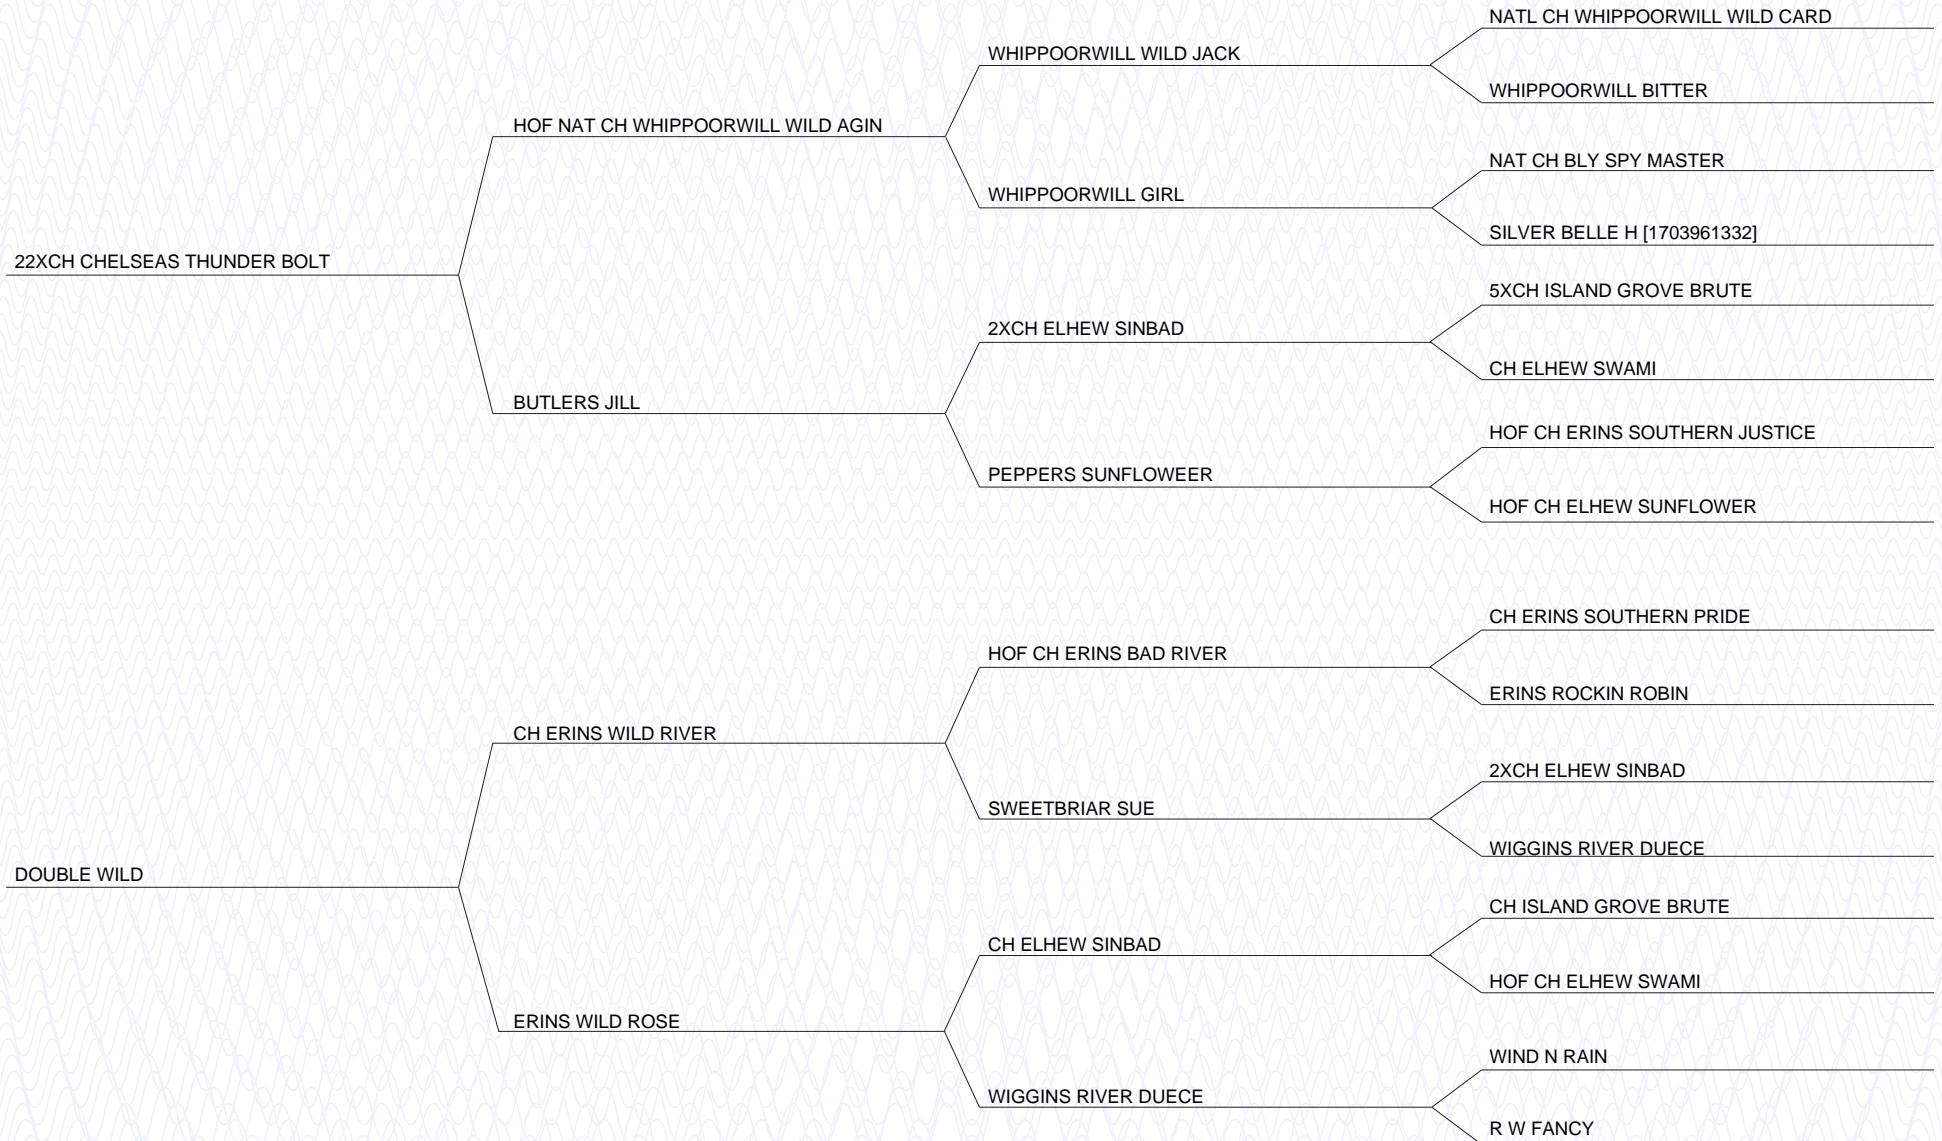 NATL CH WHIPPOORWILL WILD CARD
WHIPPOORWILL WILD JACK
WHIPPOORWILL BITTER
HOF NAT CH WHIPPOORWILL WILD AGIN
NAT CH BLY SPY MASTER
WHIPPOORWILL GIRL
SILVER BELLE H [1703961332]
22XCH CHELSEAS THUNDER BOLT
5XCH ISLAND GROVE BRUTE
2XCH ELHEW SINBAD
CH ELHEW SWAMI
BUTLERS JILL
HOF CH ERINS SOUTHERN JUSTICE
PEPPERS SUNFLOWEER
HOF CH ELHEW SUNFLOWER
CH ERINS SOUTHERN PRIDE
HOF CH ERINS BAD RIVER
ERINS ROCKIN ROBIN
CH ERINS WILD RIVER
2XCH ELHEW SINBAD
SWEETBRIAR SUE
WIGGINS RIVER DUECE
DOUBLE WILD
CH ISLAND GROVE BRUTE
CH ELHEW SINBAD
HOF CH ELHEW SWAMI
ERINS WILD ROSE
WIND N RAIN
WIGGINS RIVER DUECE
R W FANCY